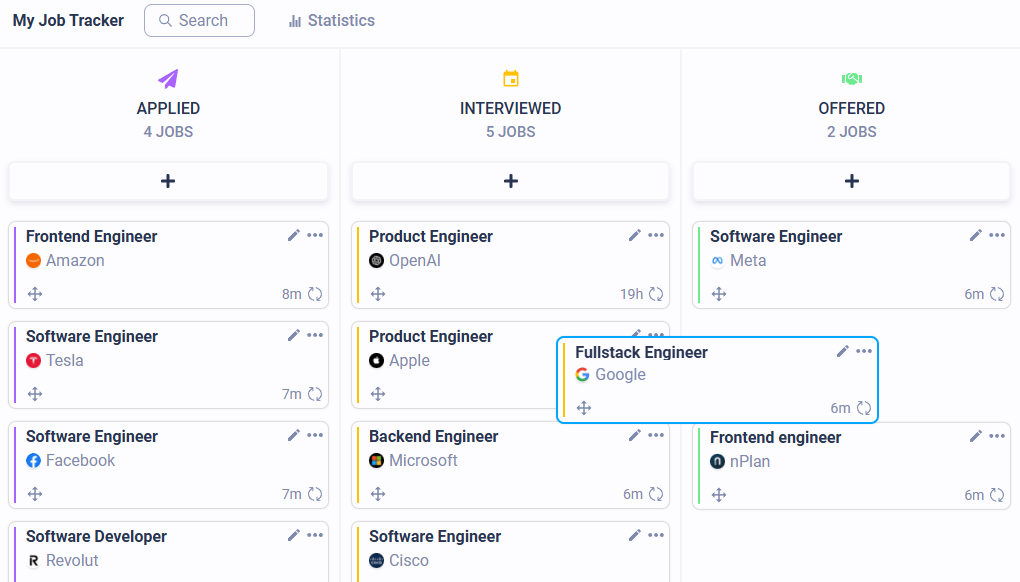 My Job Tracker
Search
Statistics
APPLIED
4 JOBS
INTERVIEWED
5 JOBS
OFFERED
2 JOBS
Frontend Engineer
Amazon
8m
Software Engineer
Tesla
7m
Software Engineer
Facebook
7m
Software Developer
Revolut
Product Engineer
OpenAI
19h
Product Engineer
Apple
Backend Engineer
Microsoft
6m
Software Engineer
Cisco
Software Engineer
Meta
6m
Fullstack Engineer
Google
6m
Frontend engineer
nPlan
6m